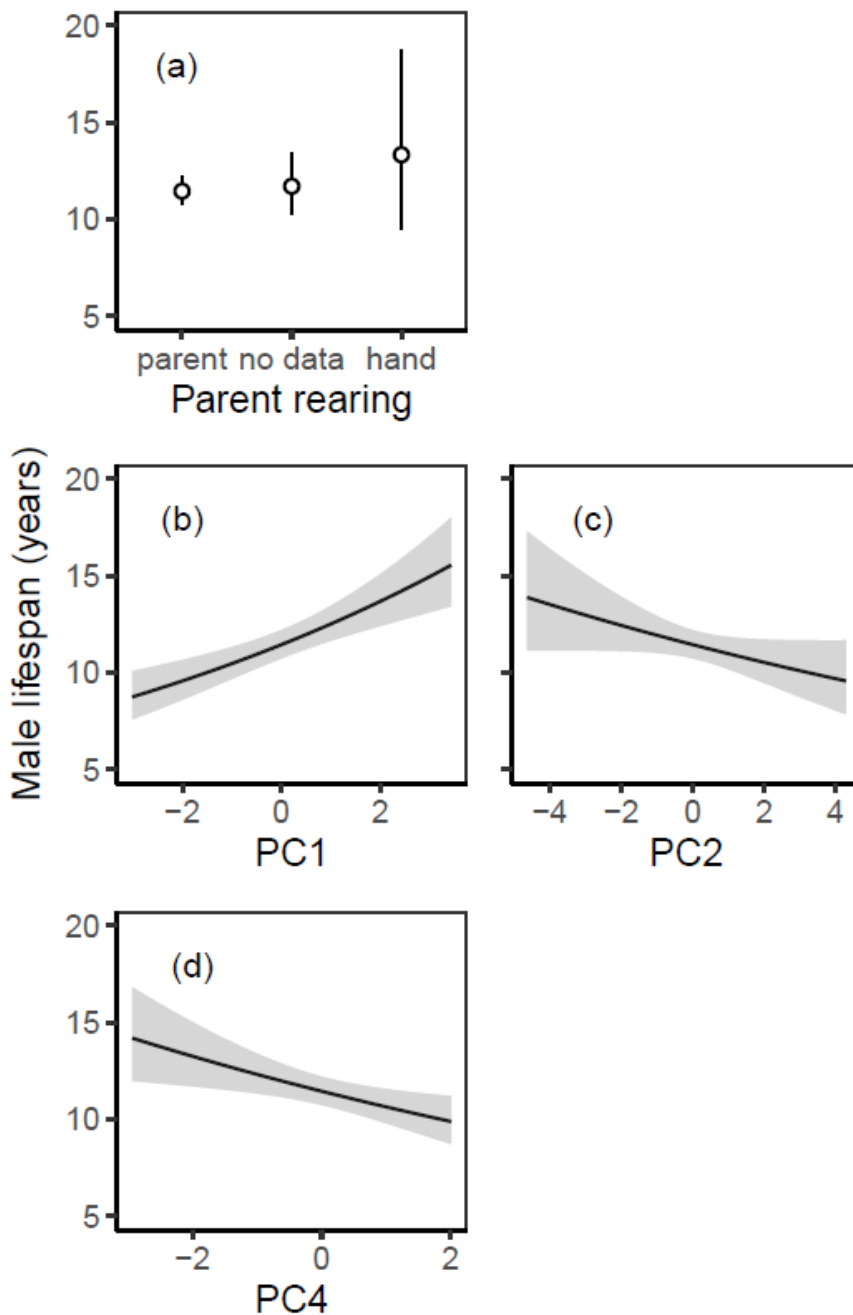 20
(a)
15
10
5
parent no data hand
Parent rearing
Male lifespan (years)
20
(b)
15
10
5
−2 0 2
PC1
(c)
−4 −2 0 2 4
PC2
20
(d)
15
10
5
−2 0 2
PC4